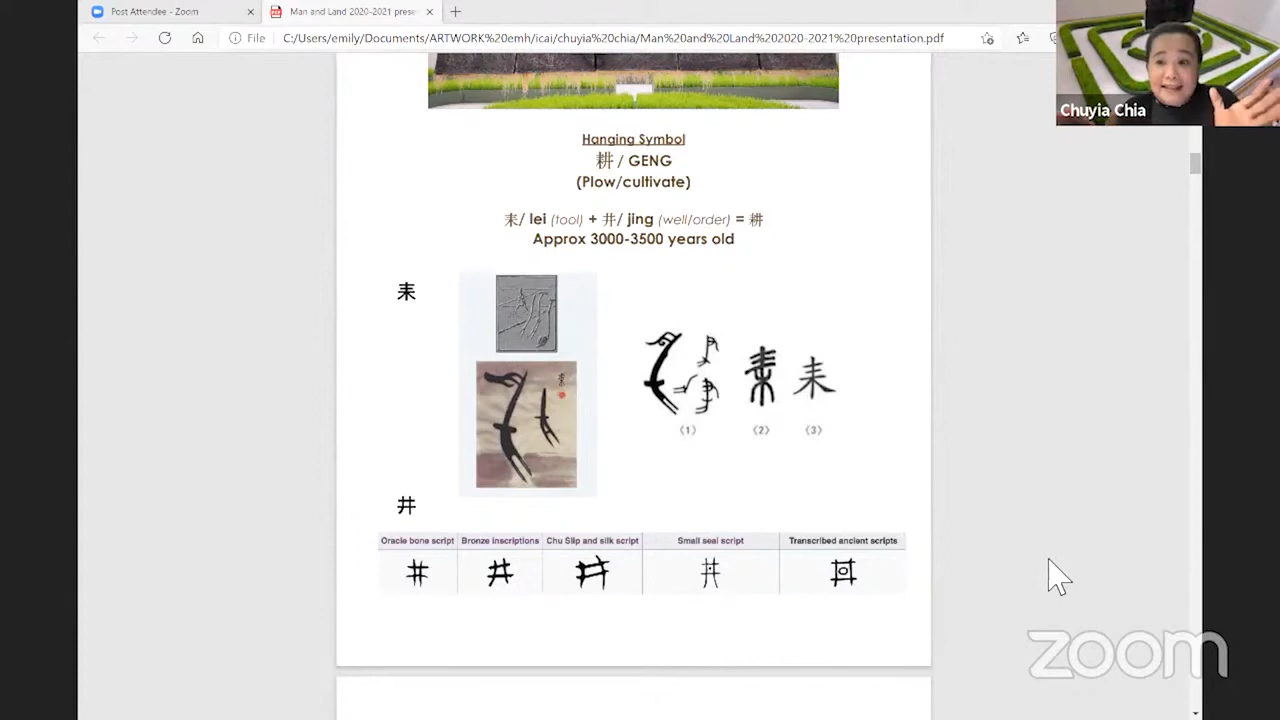 Post Attendee - Zoom
Man and Land 2020-2021 prese
File
C:/Users/emily/Documents/ARTWORK%20emh/icai/chuyia%20chia/Man%20and%20Land%202020-2021%20presentation.pdf
Chuyia Chia
Hanging Symbol
耕 / GENG
(Plow/cultivate)
耒/ lei (tool) + 井/ jing (well/order) = 耕
Approx 3000-3500 years old
耒
耒
(1) (2) (3)
井
Oracle bone script Bronze inscriptions Chu Slip and silk script Small seal script Transcribed ancient scripts
zoom